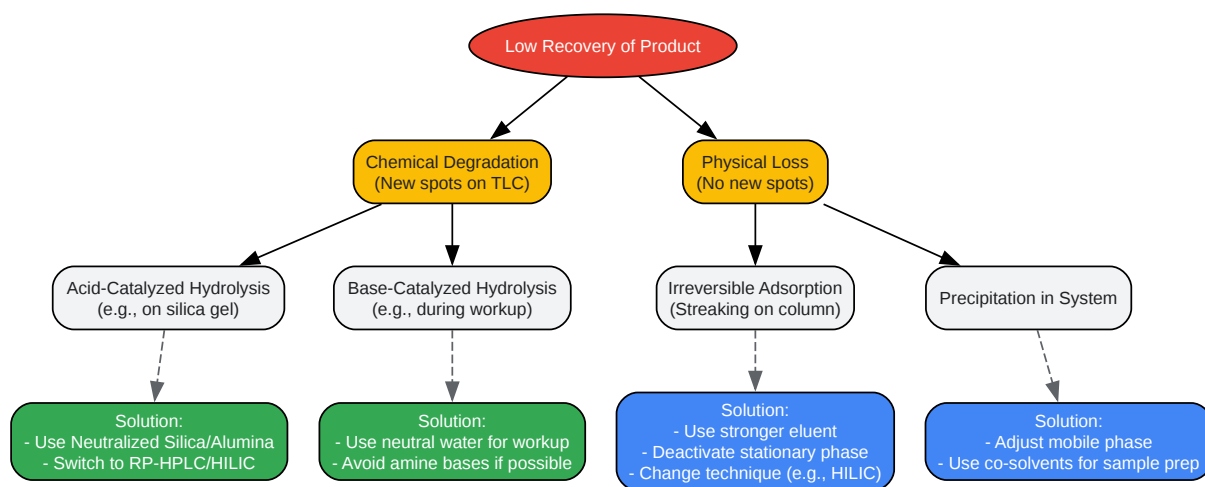 Low Recovery of Product
Chemical Degradation
(New spots on TLC)
Physical Loss
(No new spots)
Acid-Catalyzed Hydrolysis
(e.g., on silica gel)
Base-Catalyzed Hydrolysis
(e.g., during workup)
Irreversible Adsorption
(Streaking on column)
Precipitation in System
Solution:
- Use Neutralized Silica/Alumina
- Switch to RP-HPLC/HILIC
Solution:
- Use neutral water for workup
- Avoid amine bases if possible
Solution:
- Use stronger eluent
- Deactivate stationary phase
- Change technique (e.g., HILIC)
Solution:
- Adjust mobile phase
- Use co-solvents for sample prep